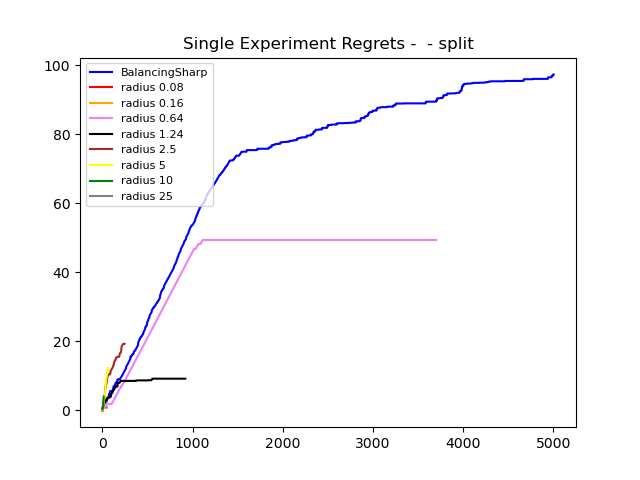 Single Experiment Regrets -  - split
100
80
60
40
20
0
BalancingSharp
radius 0.08
radius 0.16
radius 0.64
radius 1.24
radius 2.5
radius 5
radius 10
radius 25
0 1000 2000 3000 4000 5000